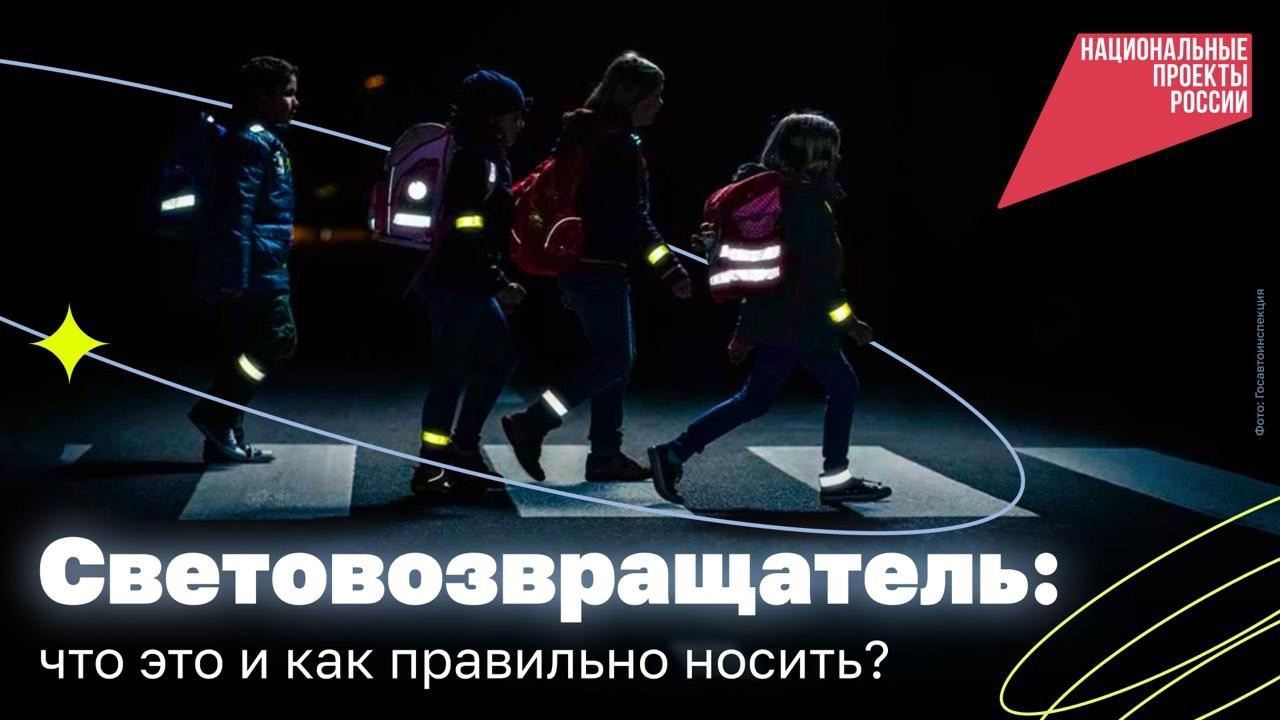 НАЦИОНАЛЬНЫЕ
ПРОЕКТЫ
РОССИИ
Фото: Госавтоинспекция
Световозвращатель:
что это и как правильно носить?